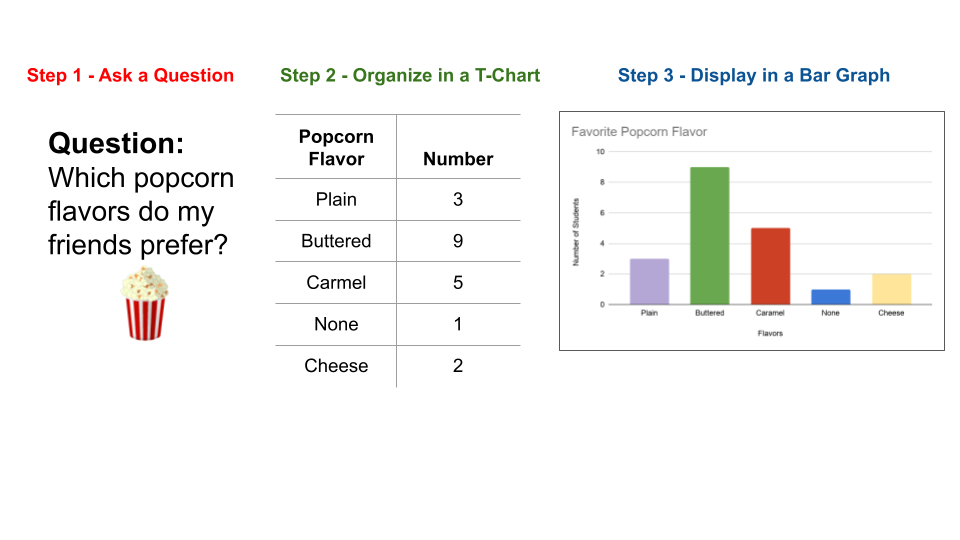 Step 1 - Ask a Question
Question:
Which popcorn
flavors do my
friends prefer?
Step 2 - Organize in a T-Chart
Popcorn
Flavor Number
Plain 3
Buttered 9
Carmel 5
None 1
Cheese 2
Step 3 - Display in a Bar Graph
Favorite Popcorn Flavor
Number of Students
10
8
6
4
2
0
Plain Buttered Caramel None Cheese
Flavors